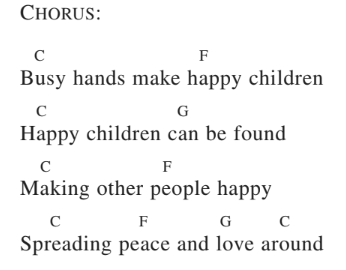 CHORUS:
C F
Busy hands make happy children
C G
Happy children can be found
C F
Making other people happy
C F G C
Spreading peace and love around